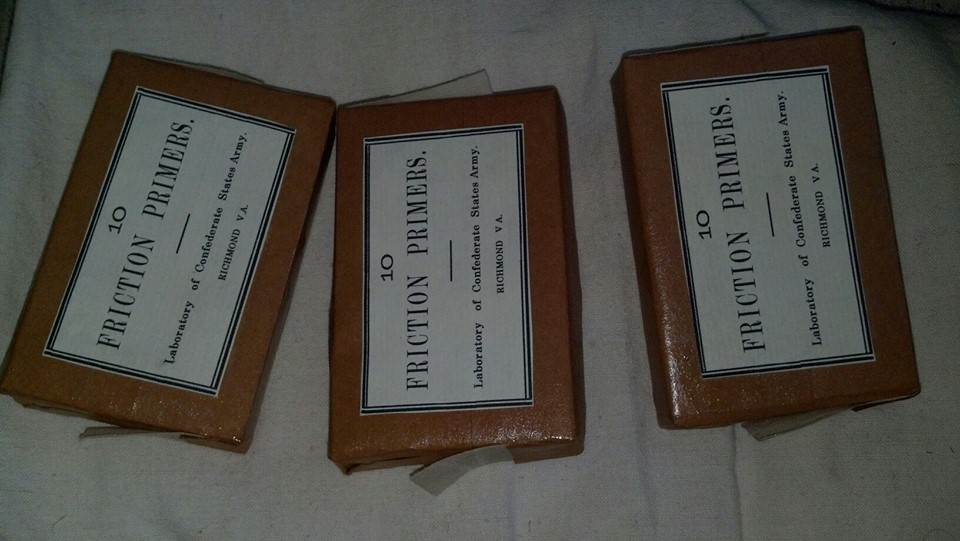 10
FRICTION PRIMERS.
Laboratory of Confederate States Army.
RICHMOND VA.
10
FRICTION PRIMERS.
Laboratory of Confederate States Army.
RICHMOND VA.
10
FRICTION PRIMERS.
Laboratory of Confederate States Army.
RICHMOND VA.